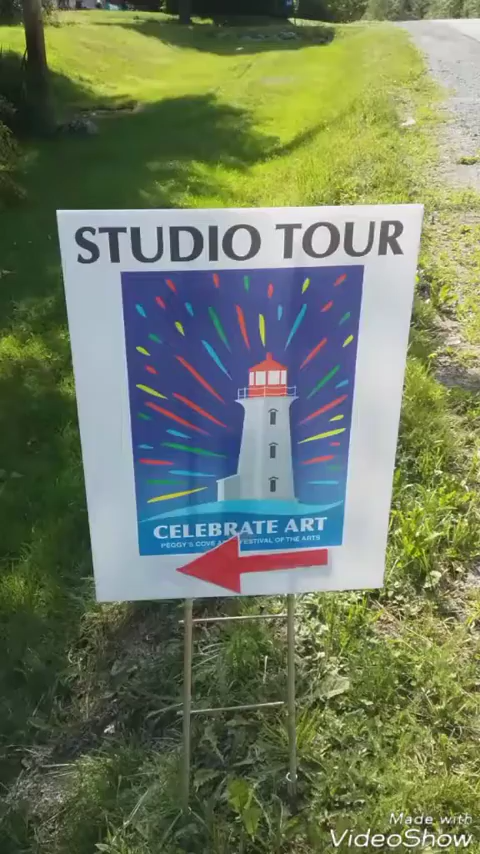 STUDIO TOUR
CELEBRATE ART
PEGGY'S COVE FESTIVAL OF THE ARTS
Made with
VideoShow